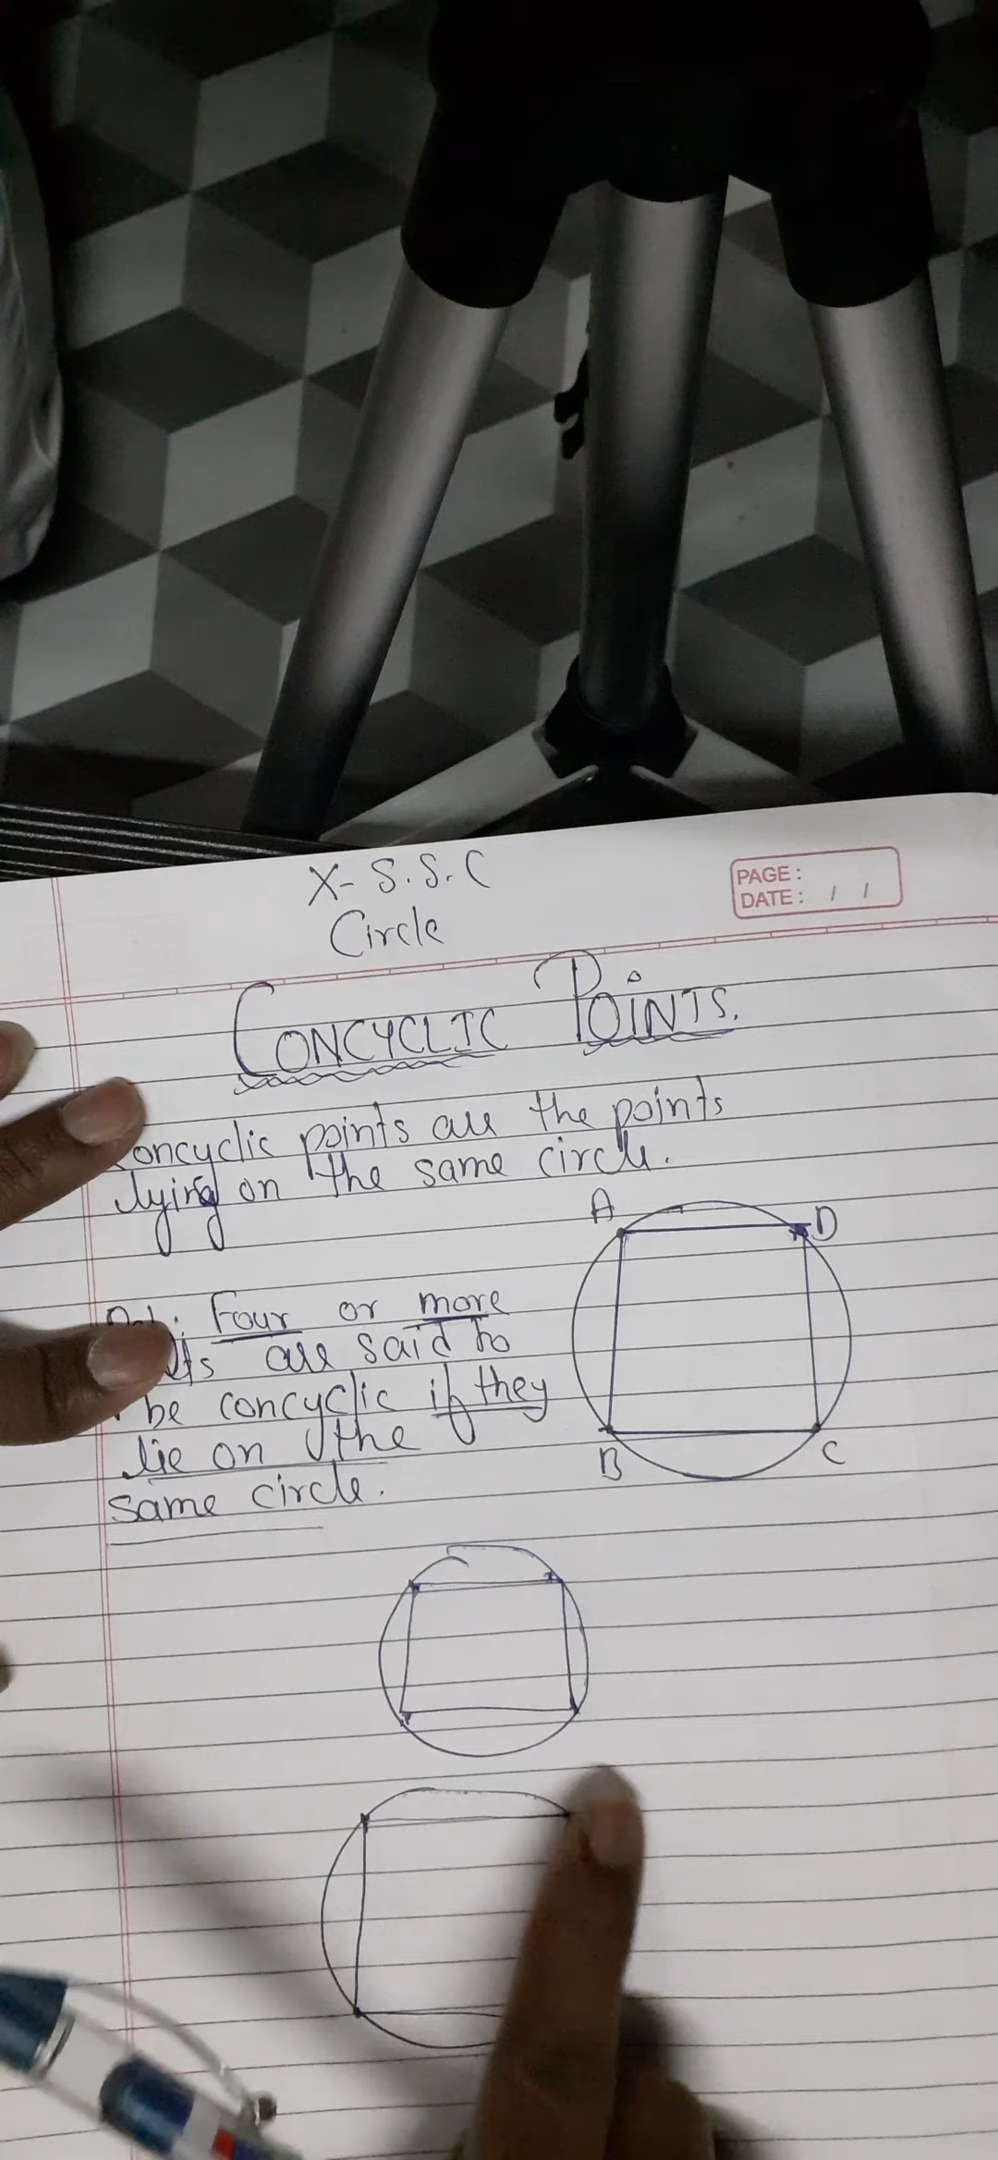 X- S.S.C
Circle
PAGE:
DATE: / /
CONCYCLIC POINTS.
oncyclic points are the points
lying on the same circle.
A
D
Four or more
are said to
be concyclic if they
lie on the
same circle.
B
C